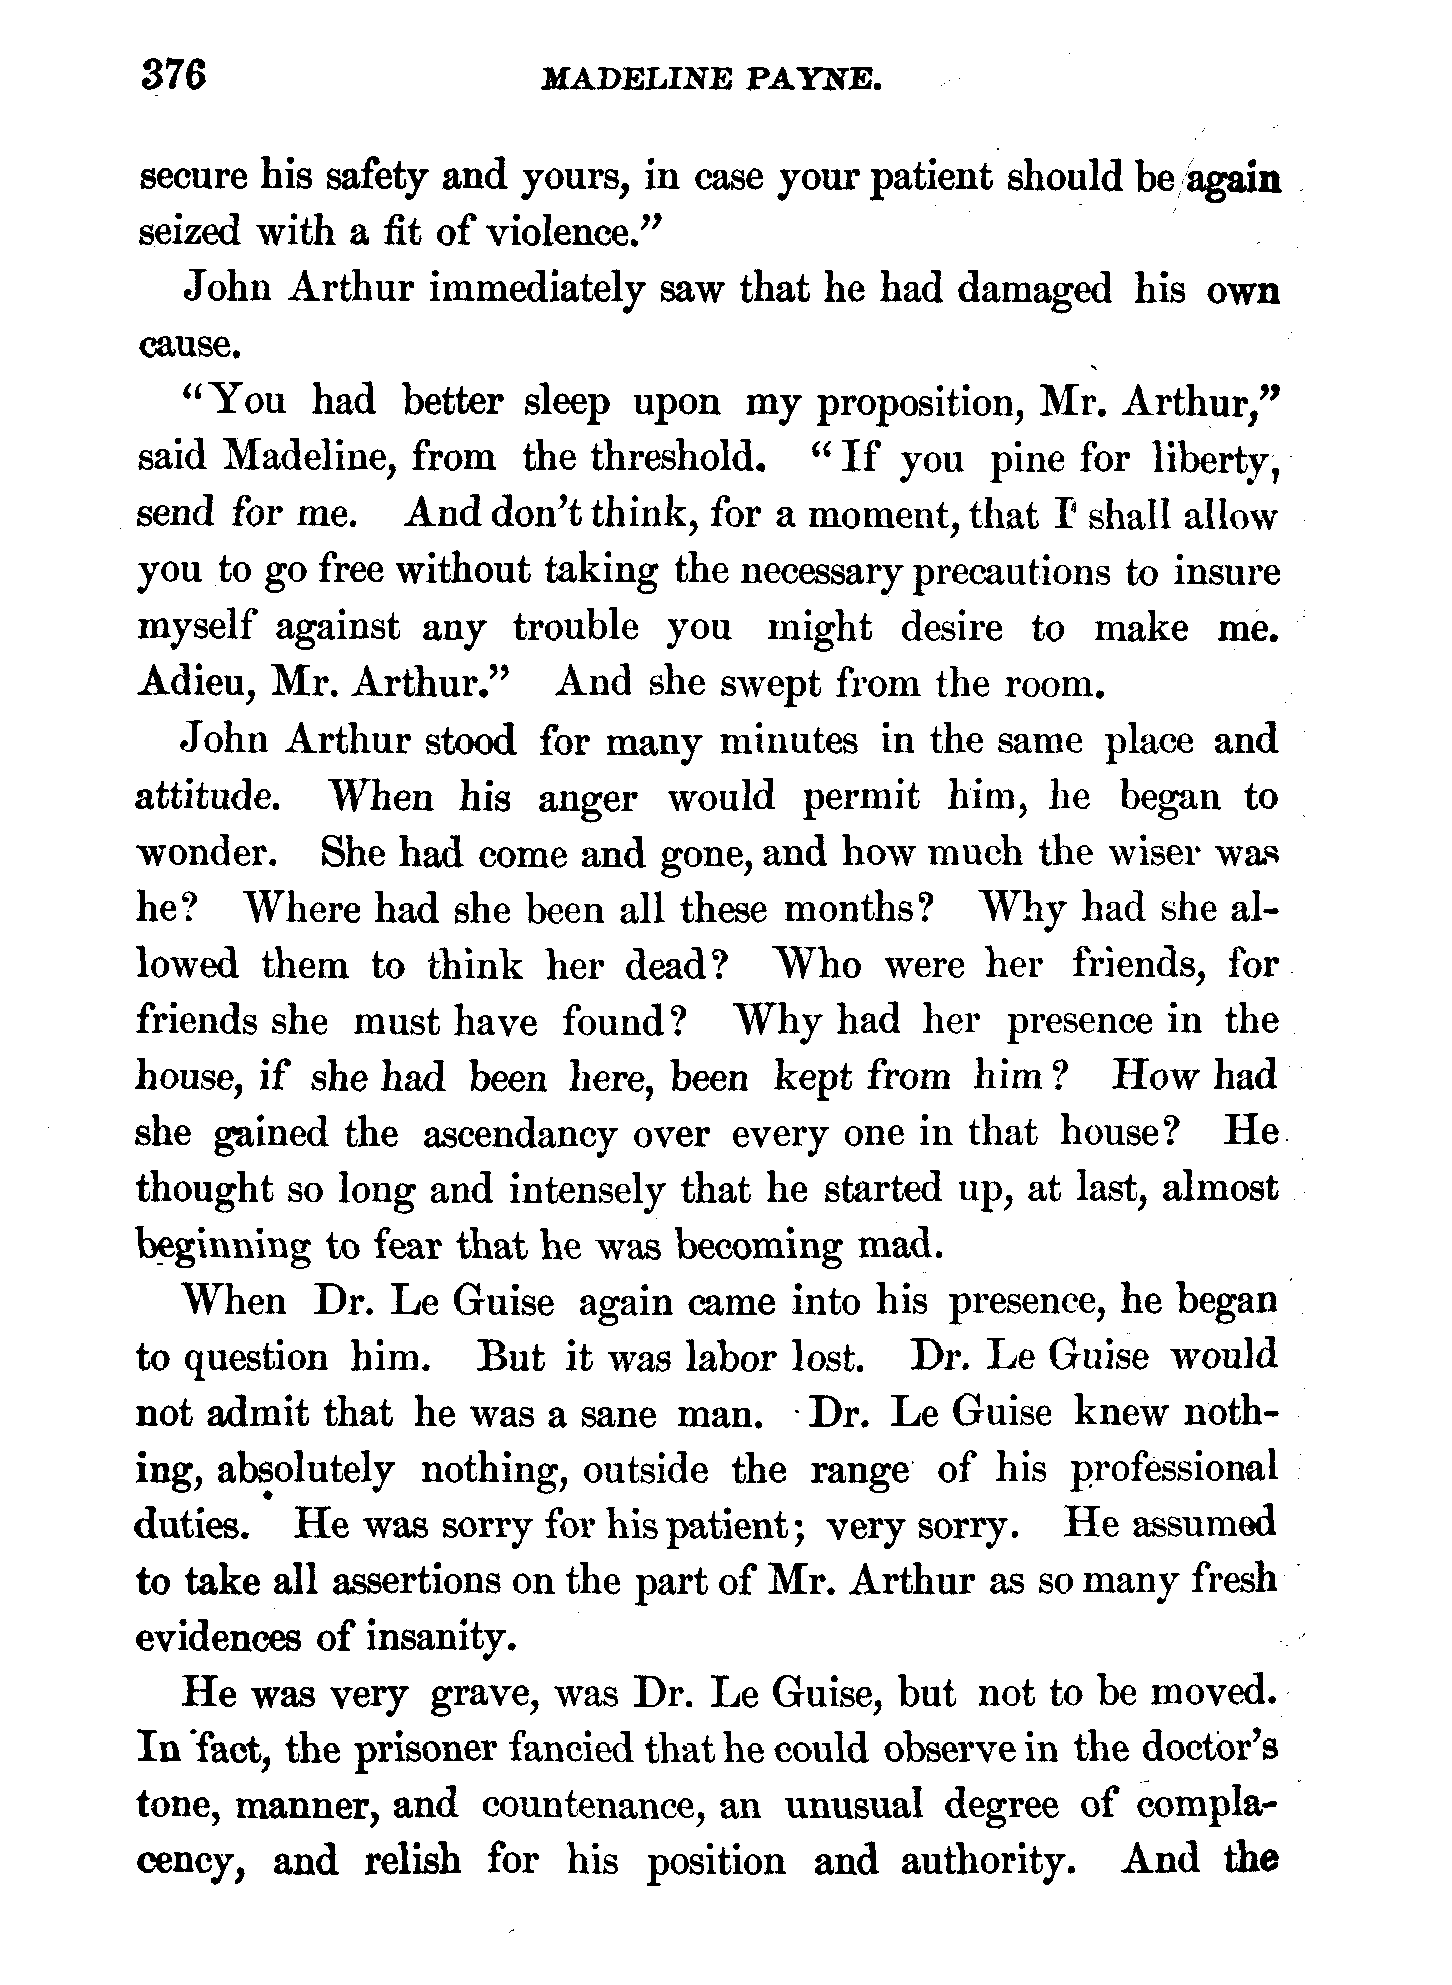 376 MADELINE PAYNE.
secure his safety and yours, in case your patient should be again
seized with a fit of violence.”
John Arthur immediately saw that he had damaged his own
cause.
“You had better sleep upon my proposition, Mr. Arthur,”
said Madeline, from the threshold. “If you pine for liberty,
send for me. And don’t think, for a moment, that I shall allow
you to go free without taking the necessary precautions to insure
myself against any trouble you might desire to make me.
Adieu, Mr. Arthur.” And she swept from the room.
John Arthur stood for many minutes in the same place and
attitude. When his anger would permit him, he began to
wonder. She had come and gone, and how much the wiser was
he? Where had she been all these months? Why had she al-
lowed them to think her dead? Who were her friends, for
friends she must have found? Why had her presence in the
house, if she had been here, been kept from him? How had
she gained the ascendancy over every one in that house? He
thought so long and intensely that he started up, at last, almost
beginning to fear that he was becoming mad.
When Dr. Le Guise again came into his presence, he began
to question him. But it was labor lost. Dr. Le Guise would
not admit that he was a sane man. Dr. Le Guise knew noth-
ing, absolutely nothing, outside the range of his professional
duties. He was sorry for his patient; very sorry. He assumed
to take all assertions on the part of Mr. Arthur as so many fresh
evidences of insanity.
He was very grave, was Dr. Le Guise, but not to be moved.
In fact, the prisoner fancied that he could observe in the doctor’s
tone, manner, and countenance, an unusual degree of compla-
cency, and relish for his position and authority. And the